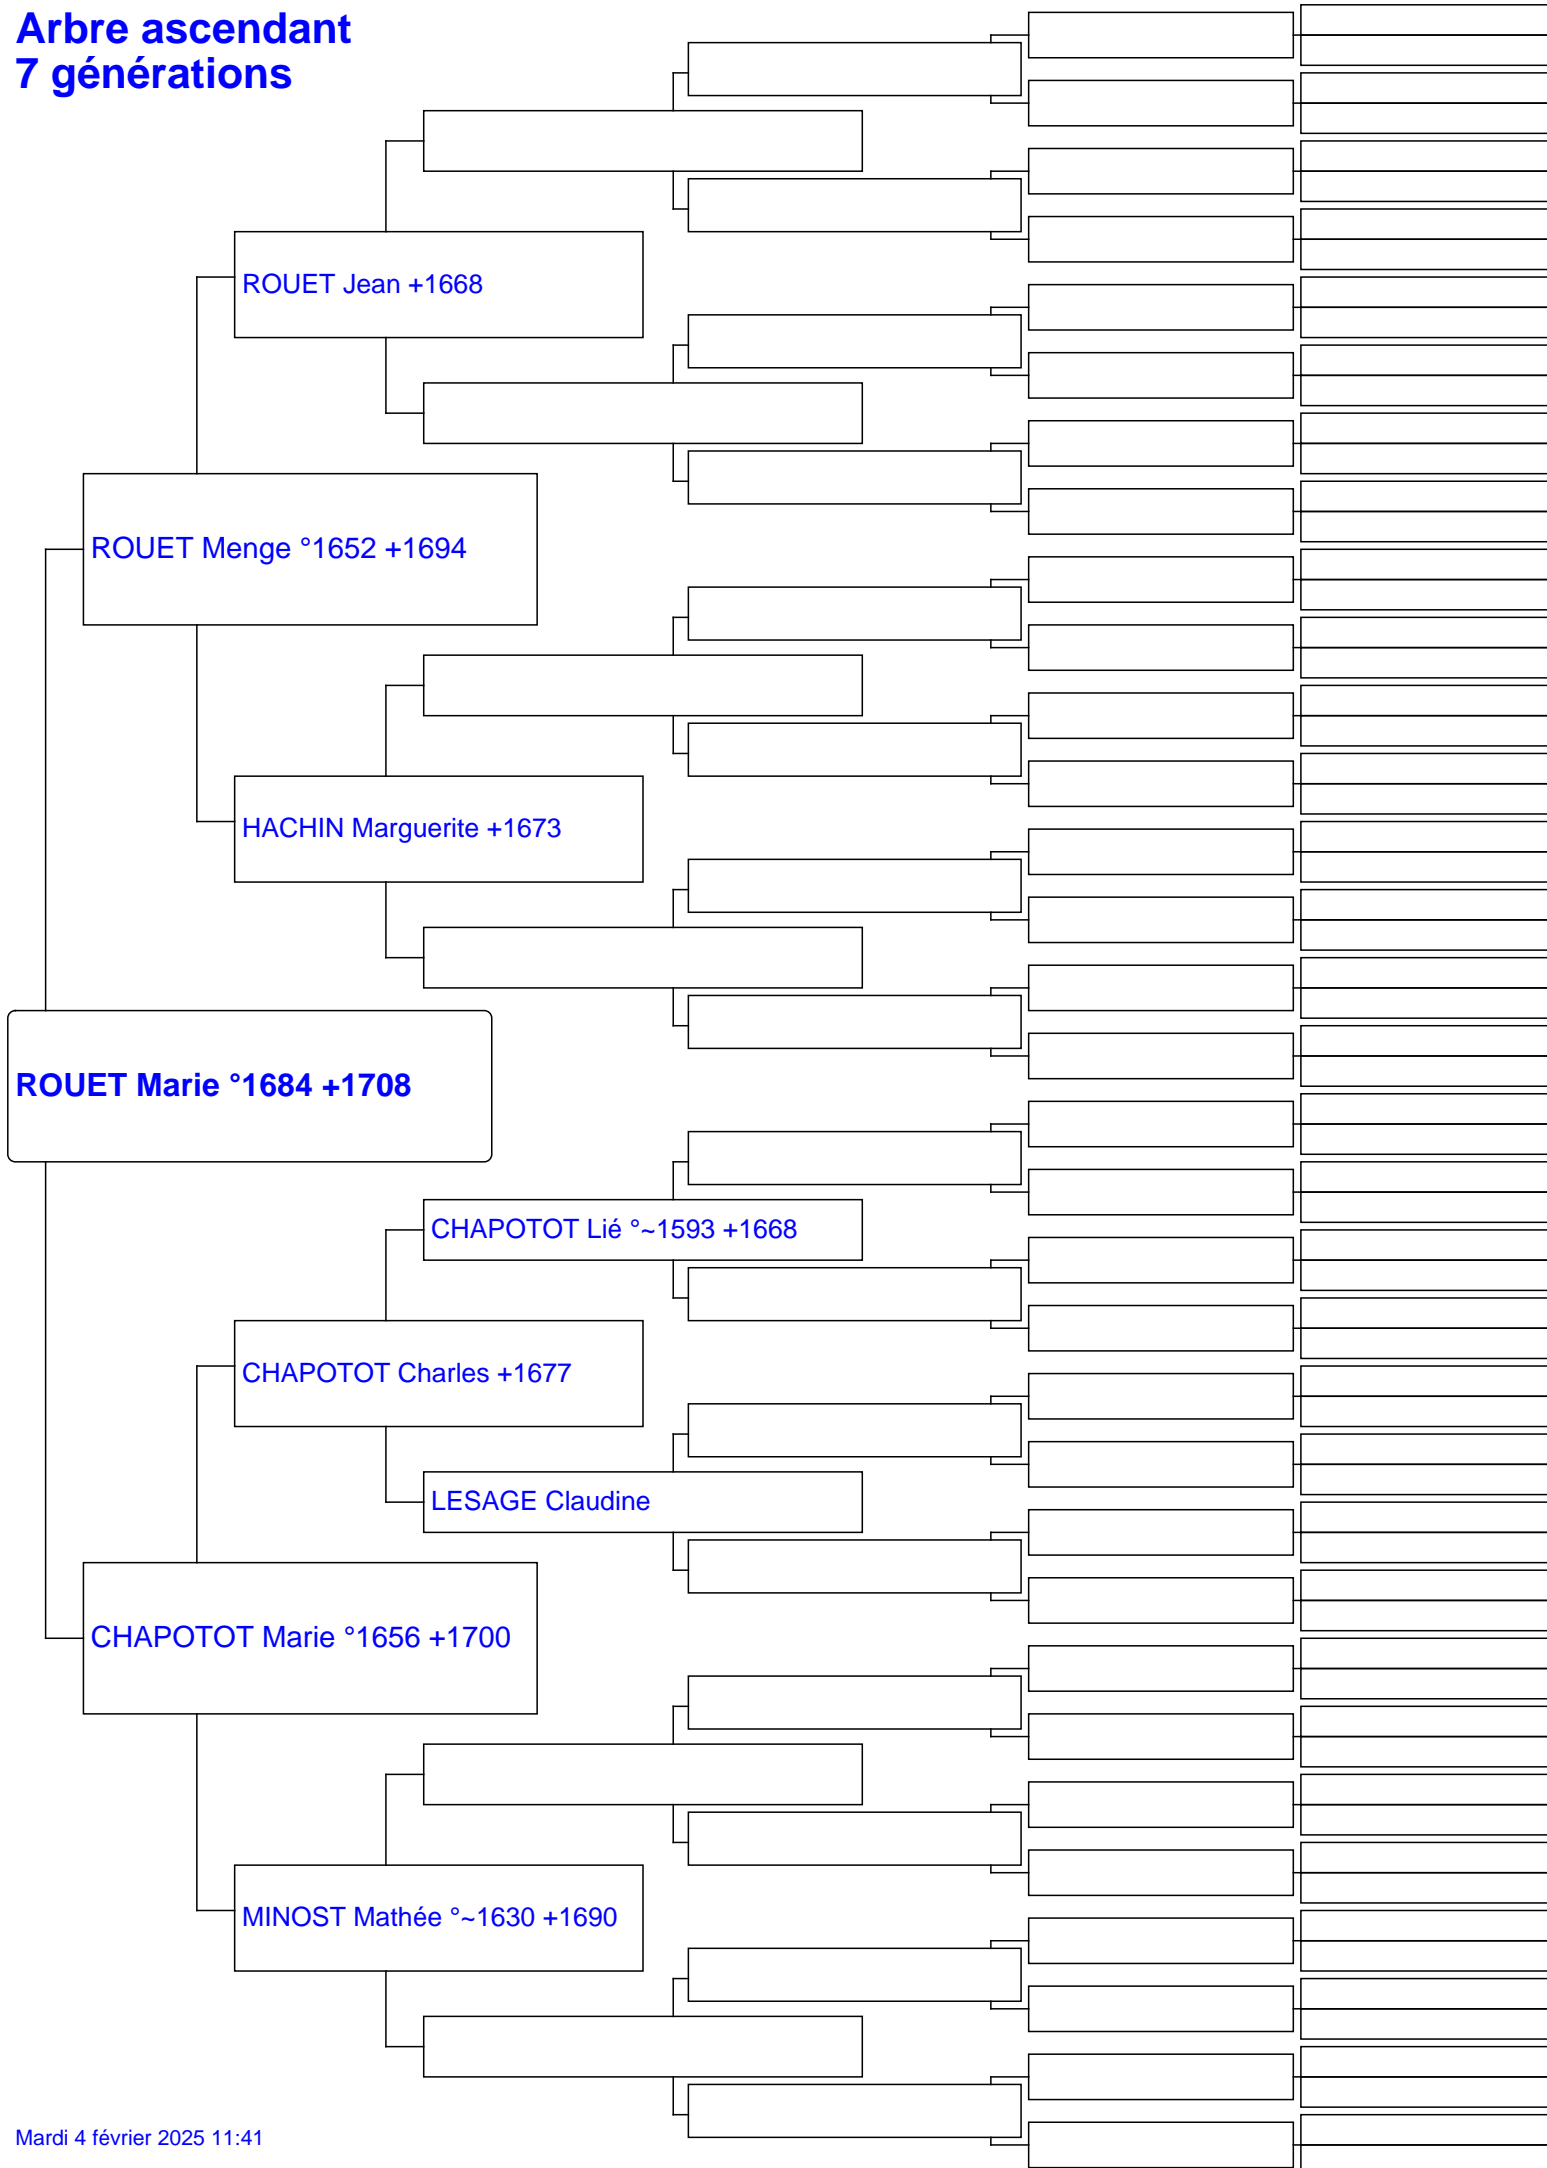 Arbre ascendant
7 générations
ROUET Jean +1668
ROUET Menge °1652 +1694
HACHIN Marguerite +1673
ROUET Marie °1684 +1708
CHAPOTOT Lié °~1593 +1668
CHAPOTOT Charles +1677
LESAGE Claudine
CHAPOTOT Marie °1656 +1700
MINOST Mathée °~1630 +1690
Mardi 4 février 2025 11:41